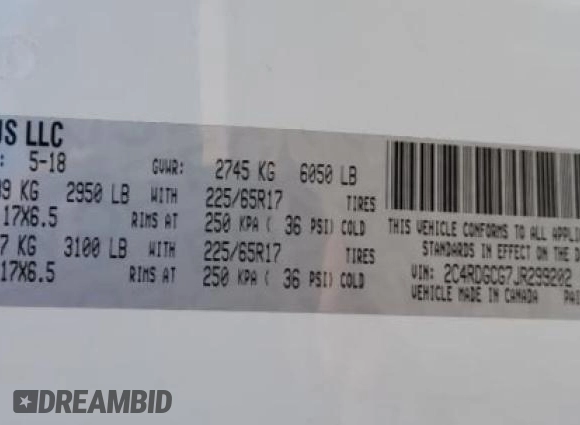 US LLC
5-18 GVWR: 2745 KG 6050 LB
KG 2950 LB WITH 225/65R17 TIRES
17X6.5 RIMS AT 250 KPA ( 36 PSI) COLD
7 KG 3100 LB WITH 225/65R17 TIRES
17X6.5 RIMS AT 250 KPA ( 36 PSI) COLD
THIS VEHICLE CONFORMS TO ALL APPLIC
STANDARDS IN EFFECT ON THE D
VIN: 2C4RDGCG7JR299202
VEHICLE MADE IN CANADA PAS
DREAMBID